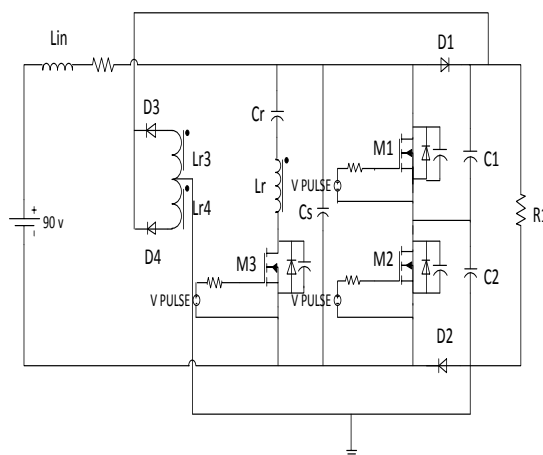 Lin
D1
D3
Cr
M1
C1
Lr3
Lr
V PULSE
Cs
R1
Lr4
90 v
D4
M3
M2
C2
V PULSE
V PULSE
D2